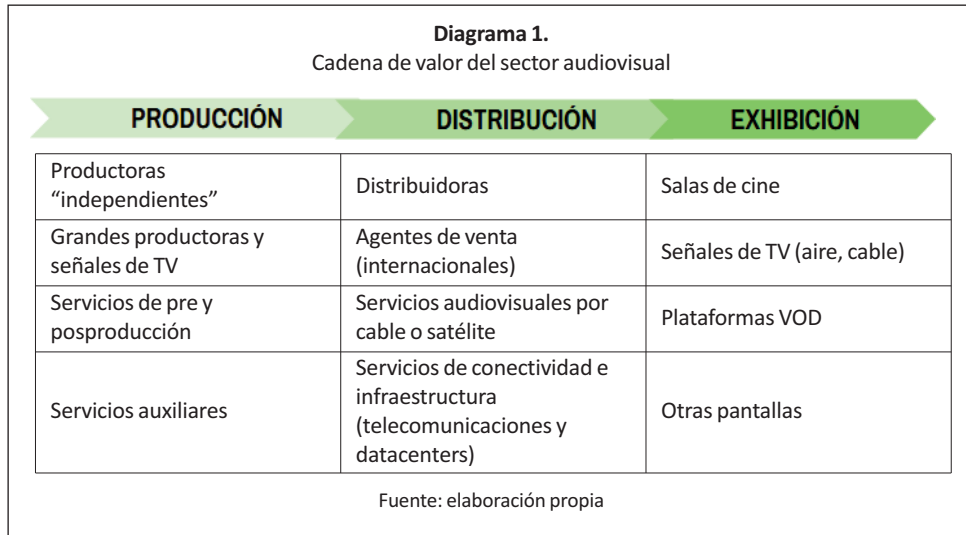 Diagrama 1.
Cadena de valor del sector audiovisual
PRODUCCIÓN DISTRIBUCIÓN EXHIBICIÓN
Productoras
“independientes”
Distribuidoras
Salas de cine
Grandes productoras y
señales de TV
Agentes de venta
(internacionales)
Señales de TV (aire, cable)
Servicios de pre y
posproducción
Servicios audiovisuales por
cable o satélite
Plataformas VOD
Servicios auxiliares
Servicios de conectividad e
infraestructura
(telecomunicaciones y
datacenters)
Otras pantallas
Fuente: elaboración propia